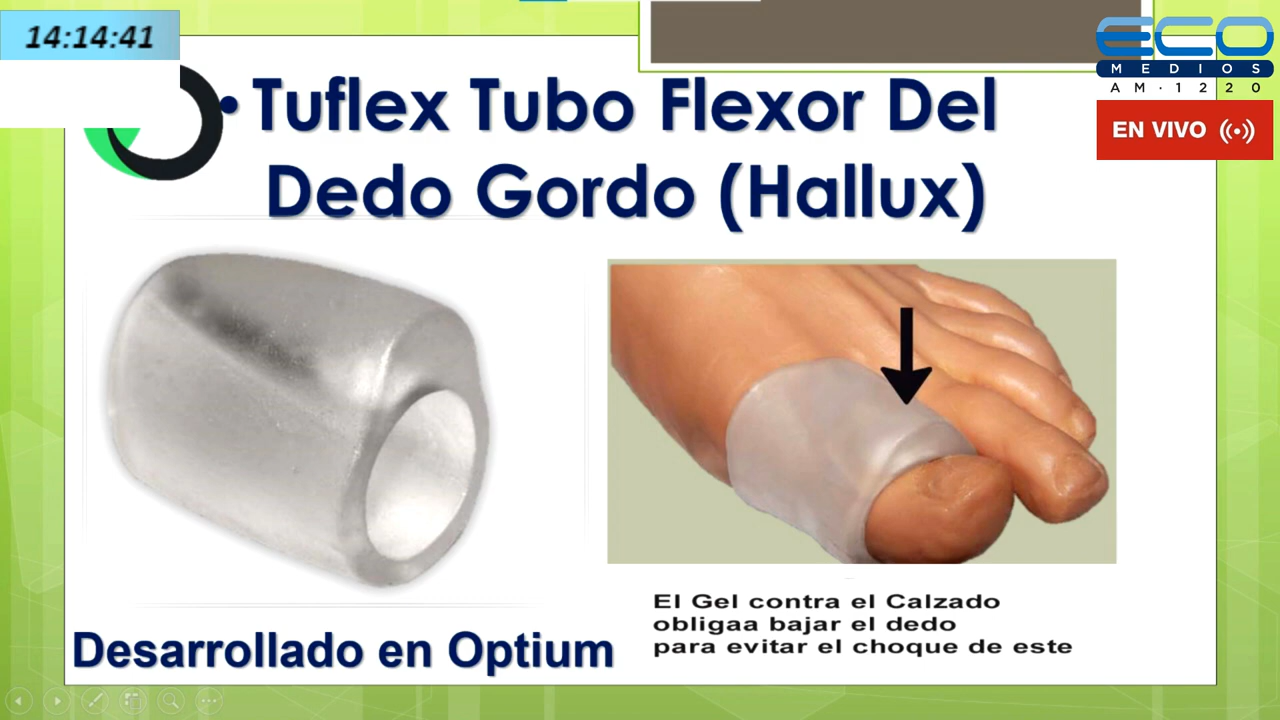 14:14:41
ECO
MEDIOS
AM·1220
EN VIVO
• Tuflex Tubo Flexor Del
Dedo Gordo (Hallux)
El Gel contra el Calzado
obligaa bajar el dedo
para evitar el choque de este
Desarrollado en Optium